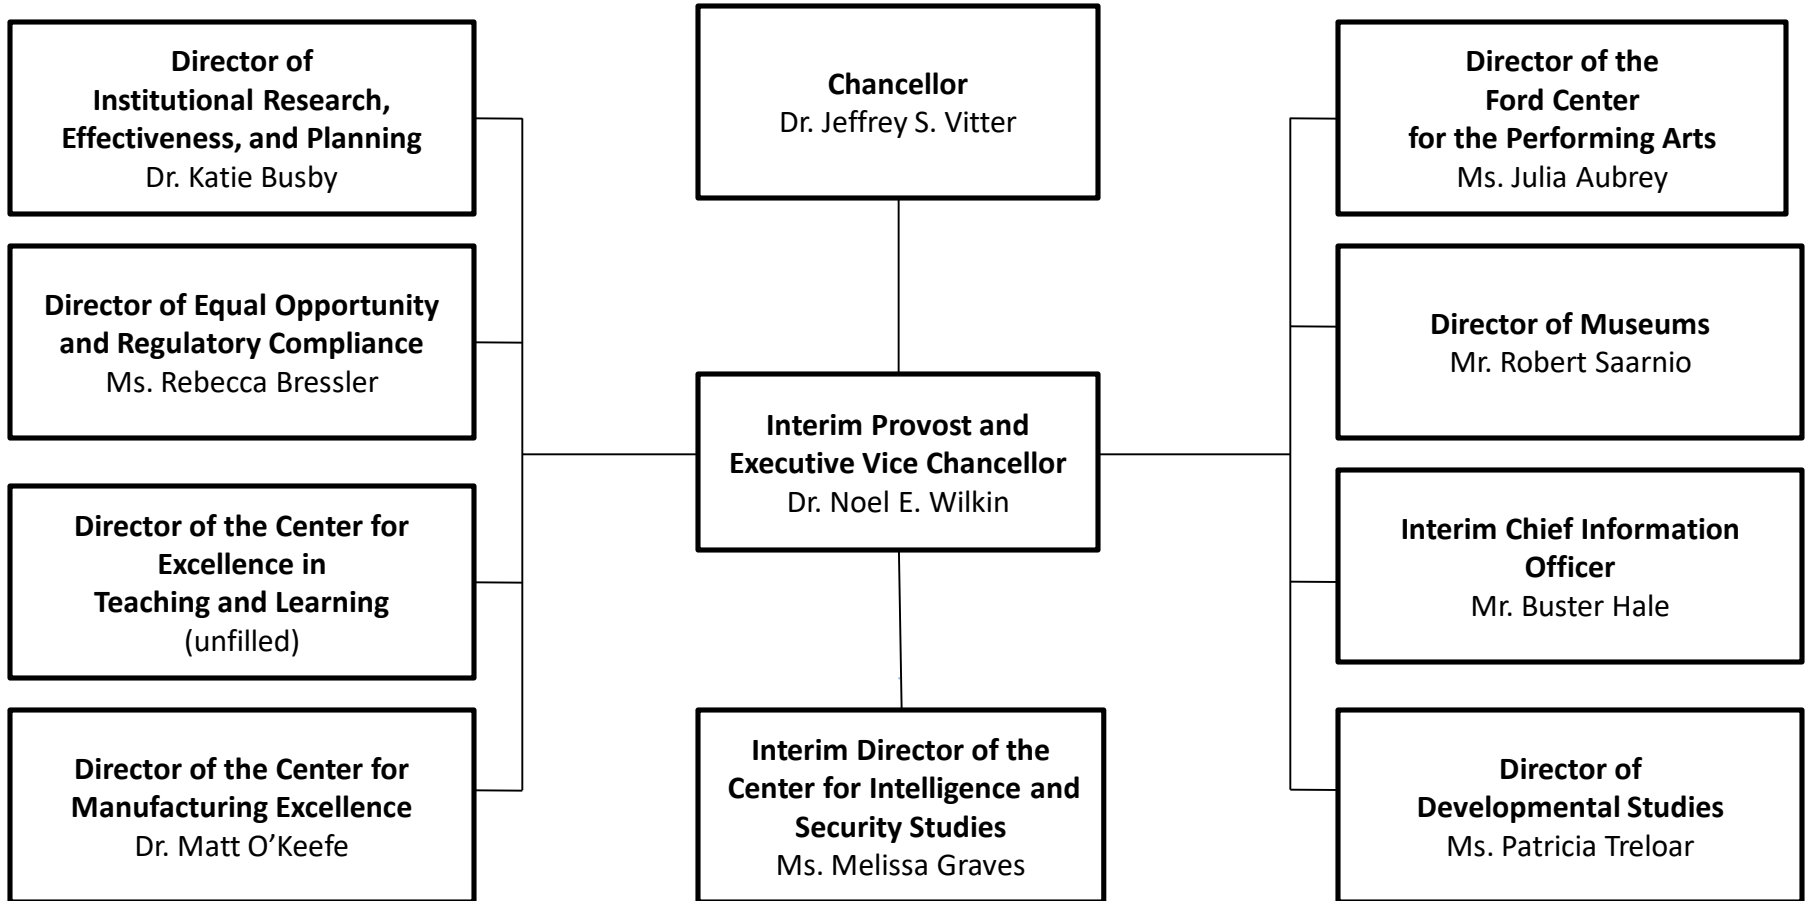 Director of
Institutional Research,
Effectiveness, and Planning
Dr. Katie Busby
Director of Equal Opportunity
and Regulatory Compliance
Ms. Rebecca Bressler
Director of the Center for
Excellence in
Teaching and Learning
(unfilled)
Director of the Center for
Manufacturing Excellence
Dr. Matt O’Keefe
Chancellor
Dr. Jeffrey S. Vitter
Interim Provost and
Executive Vice Chancellor
Dr. Noel E. Wilkin
Interim Director of the
Center for Intelligence and
Security Studies
Ms. Melissa Graves
Director of the
Ford Center
for the Performing Arts
Ms. Julia Aubrey
Director of Museums
Mr. Robert Saarnio
Interim Chief Information
Officer
Mr. Buster Hale
Director of
Developmental Studies
Ms. Patricia Treloar